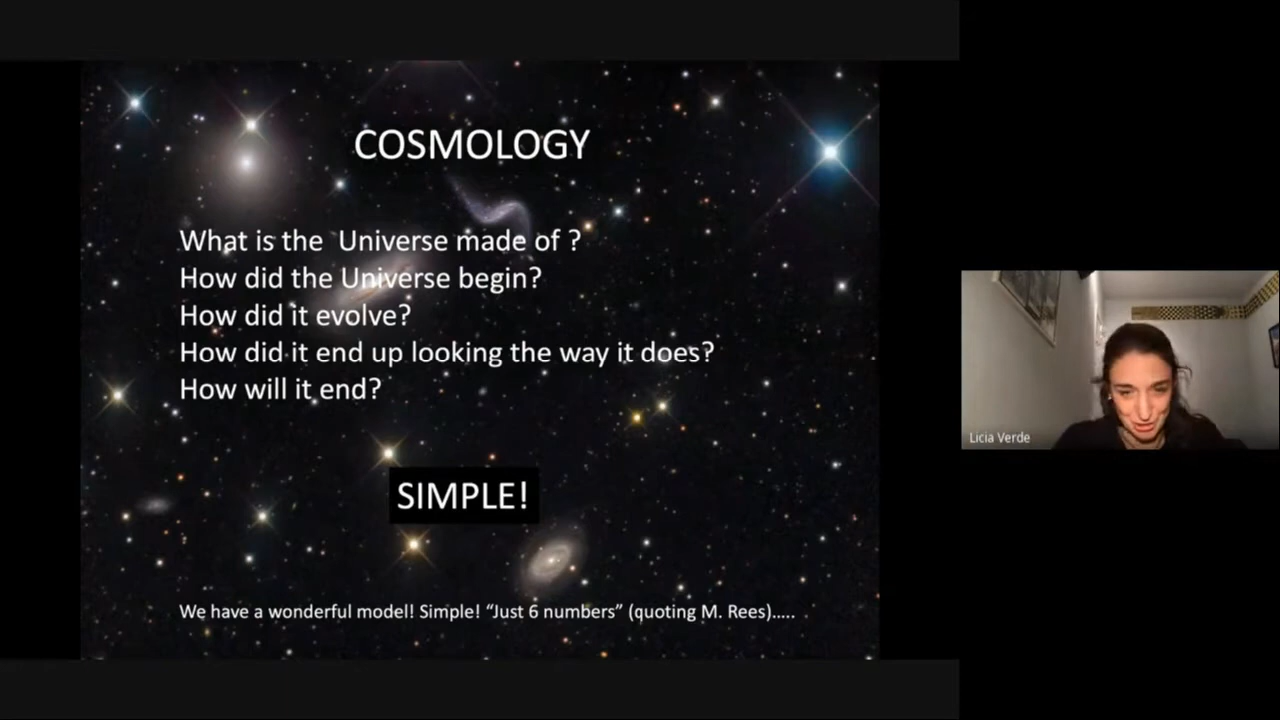 COSMOLOGY
What is the  Universe made of ?
How did the Universe begin?
How did it evolve?
How did it end up looking the way it does?
How will it end?
SIMPLE!
We have a wonderful model! Simple! “Just 6 numbers” (quoting M. Rees).....
Licia Verde